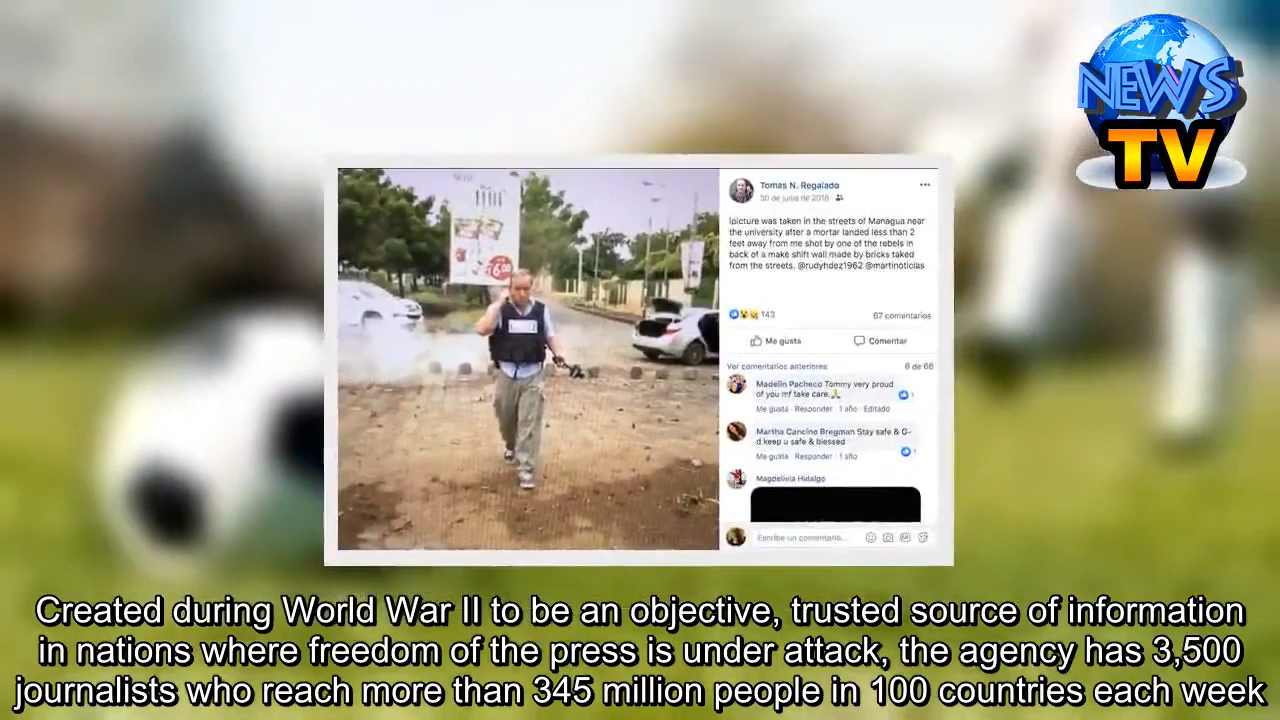 NEWS
TV
Tomas N. Regalado
30 de junio de 2018
Ipicture was taken in the streets of Managua near
the university after a mortar landed less than 2
feet away from me shot by one of the rebels in
back of a make shift wall made by bricks taked
from the streets. @rudyhdez1962 @martinoticias
143
67 comentarios
Me gusta
Comentar
Ver comentarios anteriores
6 de 66
Madelin Pacheco Tommy very proud
of you mf take care.🙏
1
Me gusta · Responder · 1 año · Editado
Martha Cancino Bregman Stay safe & G-
d keep u safe & blessed
1
Me gusta · Responder · 1 año
Magdelivia Hidalgo
Escribe un comentario...
Created during World War II to be an objective, trusted source of information
in nations where freedom of the press is under attack, the agency has 3,500
journalists who reach more than 345 million people in 100 countries each week